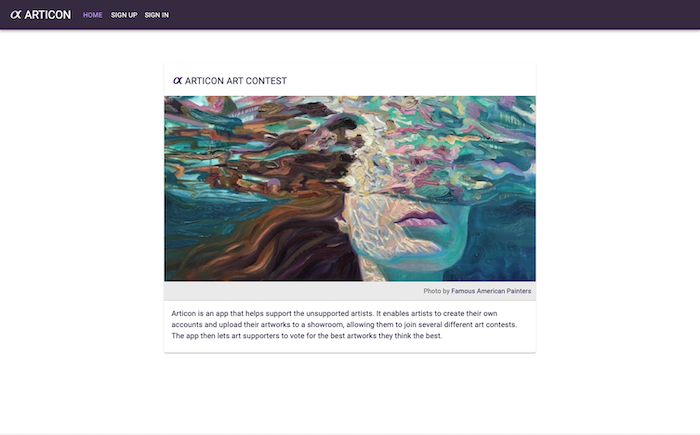 α ARTICON HOME SIGN UP SIGN IN
α ARTICON ART CONTEST
Photo by Famous American Painters
Articon is an app that helps support the unsupported artists. It enables artists to create their own
accounts and upload their artworks to a showroom, allowing them to join several different art contests.
The app then lets art supporters to vote for the best artworks they think the best.